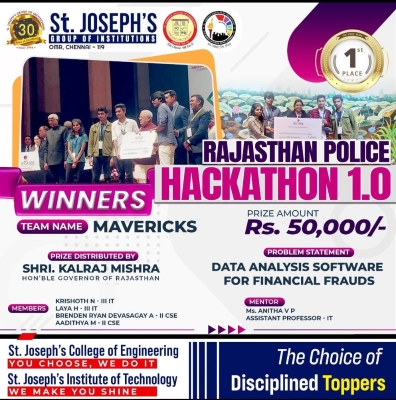 30
ST. JOSEPH'S
GROUP OF INSTITUTIONS
OMR, CHENNAI - 119
1ST
PLACE
RAJASTHAN POLICE
HACKATHON 1.0
WINNERS
TEAM NAME MAVERICKS
PRIZE AMOUNT
Rs. 50,000/-
PRIZE DISTRIBUTED BY
SHRI. KALRAJ MISHRA
HON'BLE GOVERNOR OF RAJASTHAN
PROBLEM STATEMENT
DATA ANALYSIS SOFTWARE
FOR FINANCIAL FRAUDS
MEMBERS
KRISHOTH N - III IT
LAYA H - III IT
BRENDEN RYAN DEVASAGAY A - II CSE
AADITHYA M - II CSE
MENTOR
Ms. ANITHA V P
ASSISTANT PROFESSOR - IT
St. Joseph's College of Engineering
YOU CHOOSE, WE DO IT
St. Joseph's Institute of Technology
WE MAKE YOU SHINE
The Choice of
Disciplined Toppers